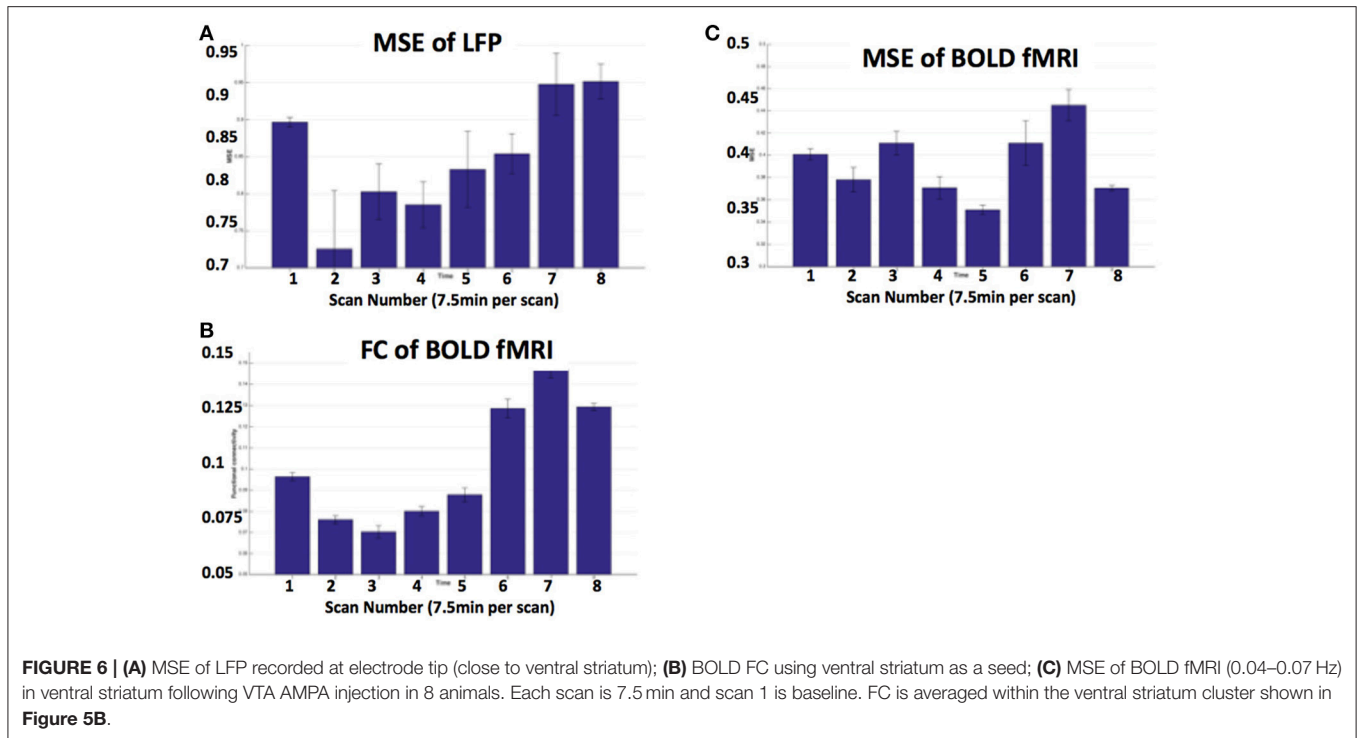 A
MSE of LFP
0.95
0.9
0.85
0.8
0.75
0.7
MSE
Time
1 2 3 4 5 6 7 8
Scan Number (7.5min per scan)
B
FC of BOLD fMRI
0.15
0.125
0.1
0.075
0.05
Functional connectivity
Time
1 2 3 4 5 6 7 8
Scan Number (7.5min per scan)
C
MSE of BOLD fMRI
0.5
0.45
0.4
0.35
0.3
MSE
Time
1 2 3 4 5 6 7 8
Scan Number (7.5min per scan)
FIGURE 6 | (A) MSE of LFP recorded at electrode tip (close to ventral striatum); (B) BOLD FC using ventral striatum as a seed; (C) MSE of BOLD fMRI (0.04–0.07 Hz)
in ventral striatum following VTA AMPA injection in 8 animals. Each scan is 7.5 min and scan 1 is baseline. FC is averaged within the ventral striatum cluster shown in
Figure 5B.